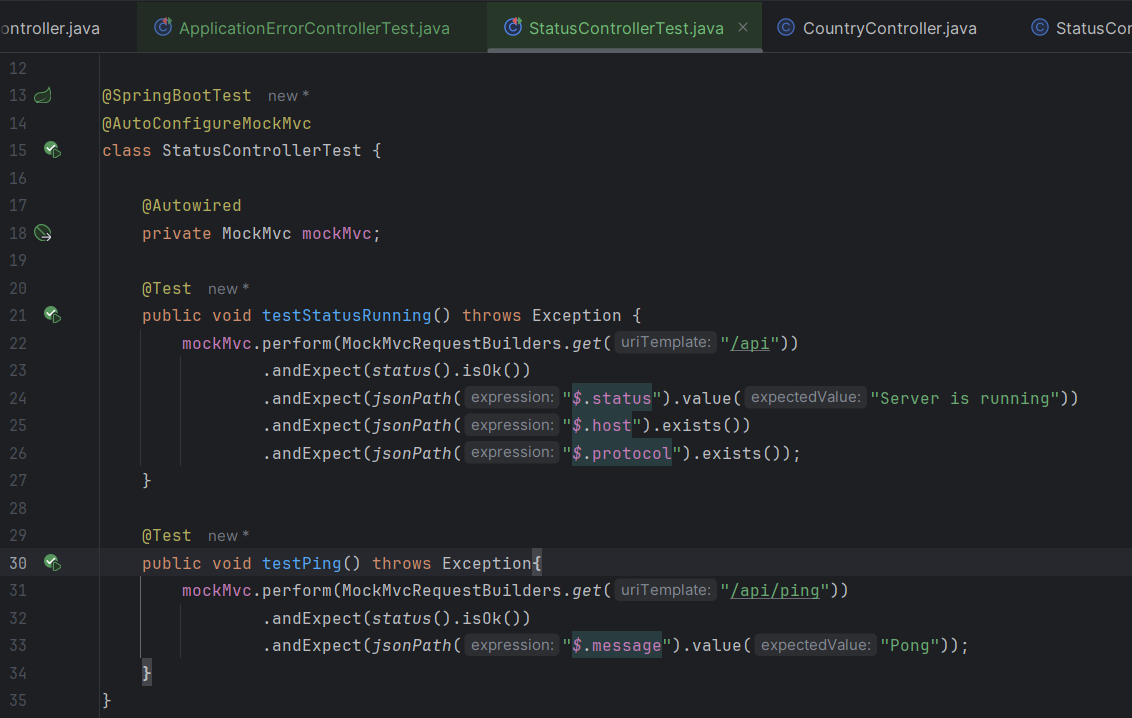 ontroller.java ApplicationErrorControllerTest.java StatusControllerTest.java × CountryController.java StatusCor
12
13 @SpringBootTest new *
14 @AutoConfigureMockMvc
15 class StatusControllerTest {
16
17 @Autowired
18 private MockMvc mockMvc;
19
20 @Test new *
21 public void testStatusRunning() throws Exception {
22 mockMvc.perform(MockMvcRequestBuilders.get( uriTemplate: "/api"))
23 .andExpect(status().isOk())
24 .andExpect(jsonPath( expression: "$.status").value( expectedValue: "Server is running"))
25 .andExpect(jsonPath( expression: "$.host").exists())
26 .andExpect(jsonPath( expression: "$.protocol").exists());
27 }
28
29 @Test new *
30 public void testPing() throws Exception{
31 mockMvc.perform(MockMvcRequestBuilders.get( uriTemplate: "/api/ping"))
32 .andExpect(status().isOk())
33 .andExpect(jsonPath( expression: "$.message").value( expectedValue: "Pong"));
34 }
35 }